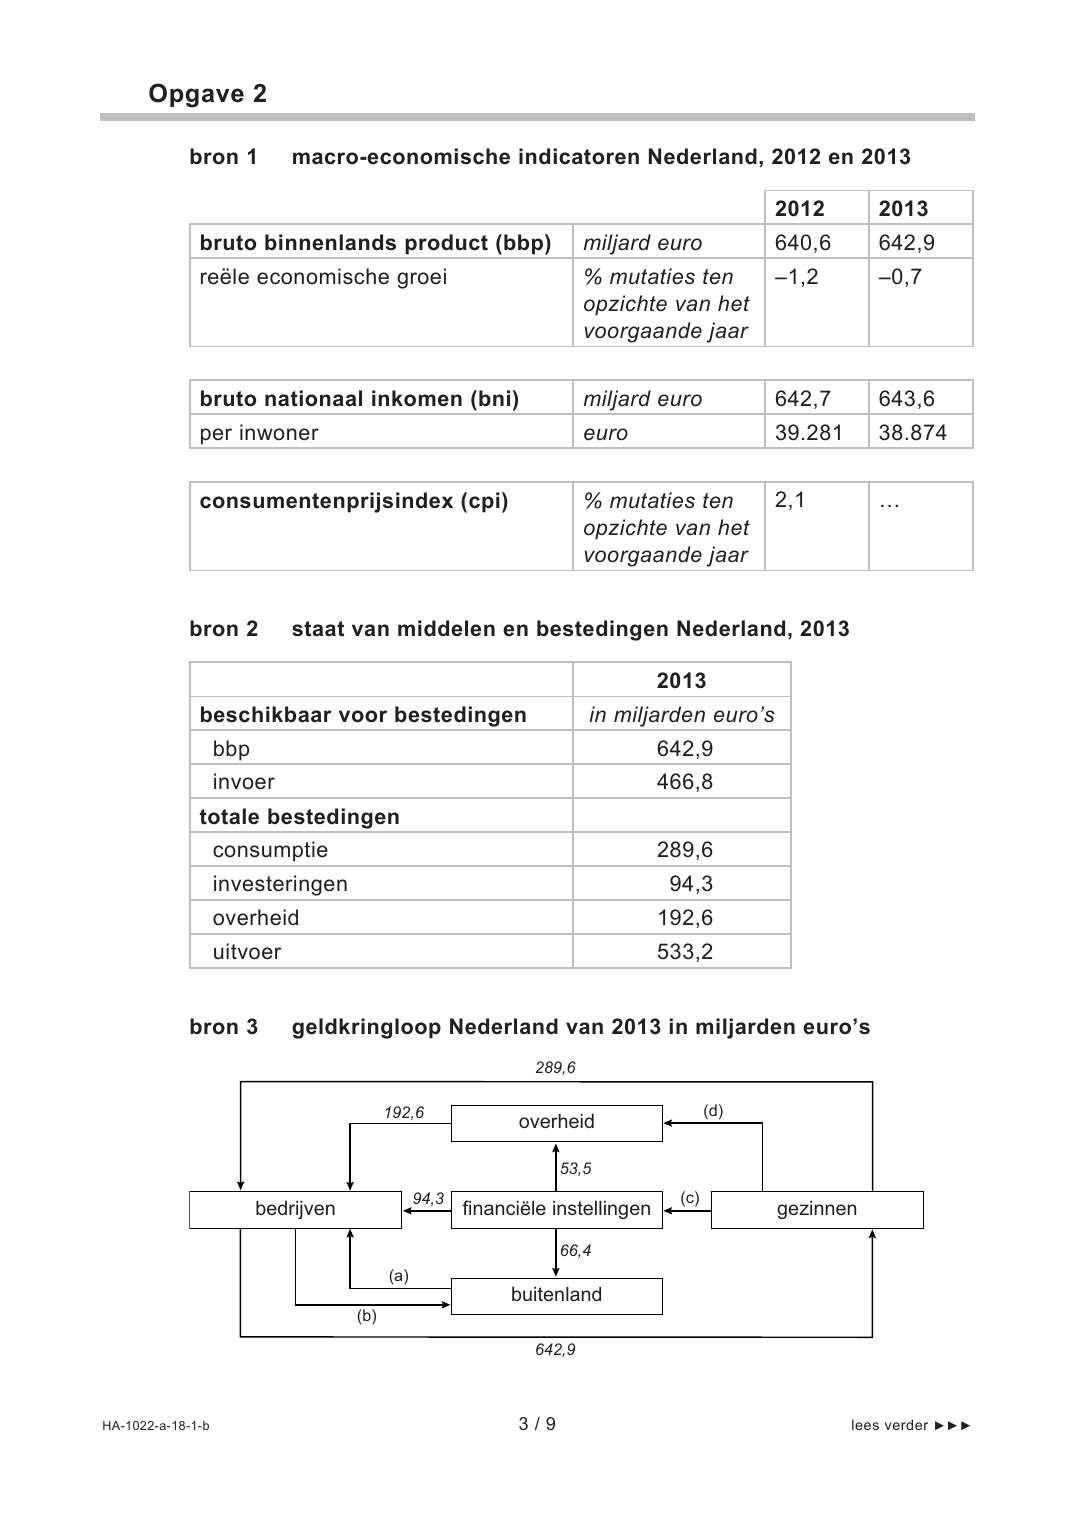 Opgave 2
bron 1 macro-economische indicatoren Nederland, 2012 en 2013
2012 2013
bruto binnenlands product (bbp) miljard euro 640,6 642,9
reële economische groei % mutaties ten –1,2 –0,7
opzichte van het
voorgaande jaar
bruto nationaal inkomen (bni) miljard euro 642,7 643,6
per inwoner euro 39.281 38.874
consumentenprijsindex (cpi) % mutaties ten 2,1 …
opzichte van het
voorgaande jaar
bron 2 staat van middelen en bestedingen Nederland, 2013
2013
beschikbaar voor bestedingen in miljarden euro’s
bbp 642,9
invoer 466,8
totale bestedingen
consumptie 289,6
investeringen 94,3
overheid 192,6
uitvoer 533,2
bron 3 geldkringloop Nederland van 2013 in miljarden euro’s
289,6
192,6 overheid (d)
53,5
bedrijven 94,3 financiële instellingen (c) gezinnen
66,4
(a)
buitenland
(b)
642,9
HA-1022-a-18-1-b 3 / 9 lees verder ►►►